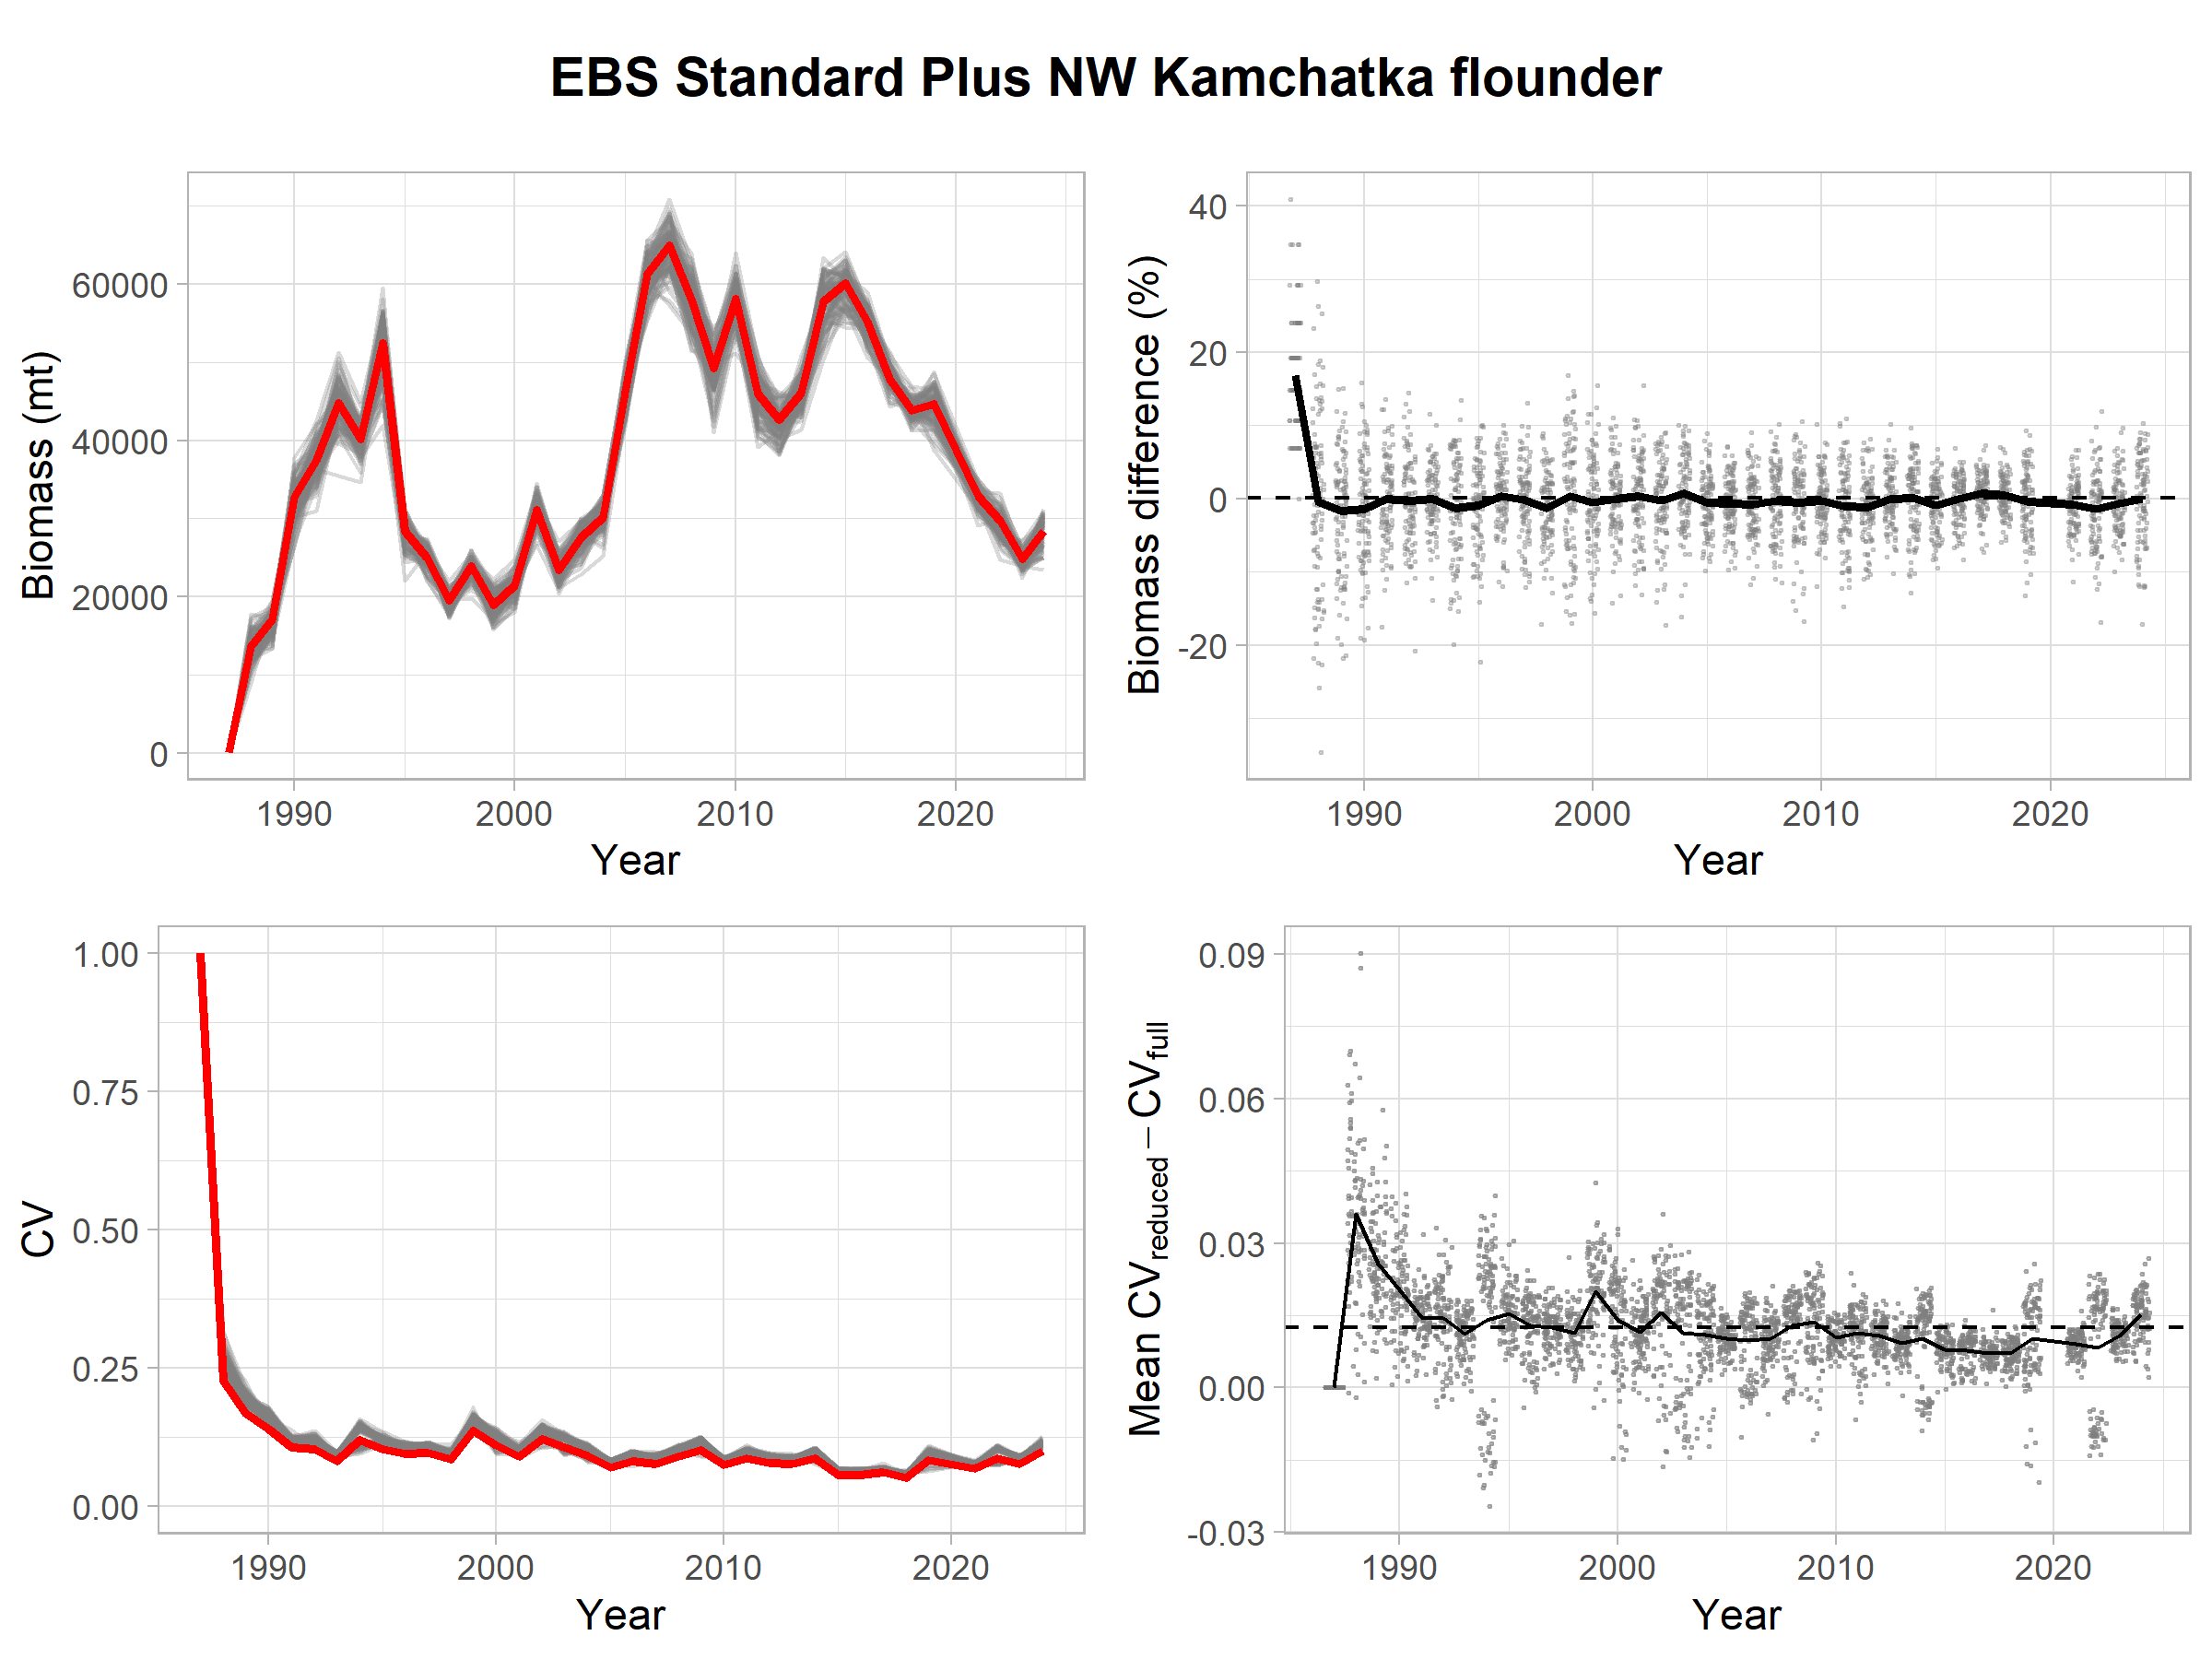 EBS Standard Plus NW Kamchatka flounder
Biomass (mt)
60000
40000
20000
0
1990 2000 2010 2020
Year
Biomass difference (%)
40
20
0
-20
1990 2000 2010 2020
Year
CV
1.00
0.75
0.50
0.25
0.00
1990 2000 2010 2020
Year
Mean CVreduced − CVfull
0.09
0.06
0.03
0.00
-0.03
1990 2000 2010 2020
Year